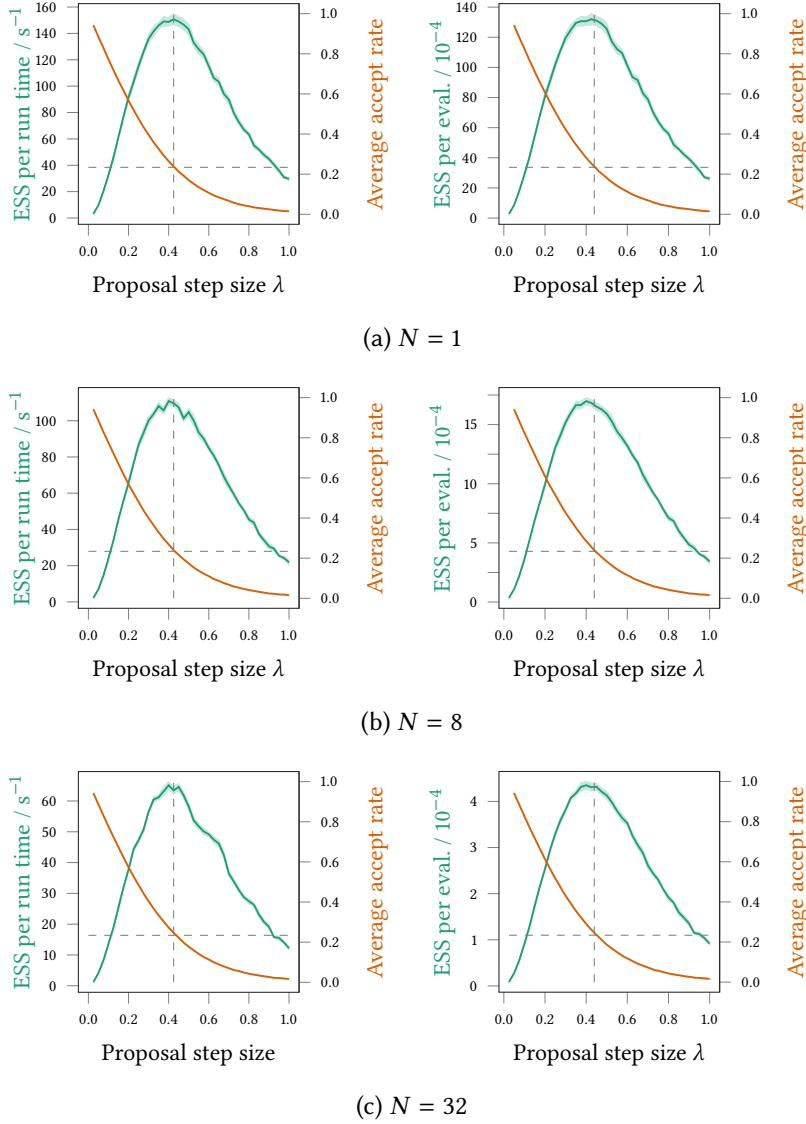 ESS per run time / s⁻¹
160
140
120
100
80
60
40
20
0
1.0
0.8
0.6
0.4
0.2
0.0
Average accept rate
0.0 0.2 0.4 0.6 0.8 1.0
Proposal step size λ
ESS per eval. / 10⁻⁴
140
120
100
80
60
40
20
0
1.0
0.8
0.6
0.4
0.2
0.0
Average accept rate
0.0 0.2 0.4 0.6 0.8 1.0
Proposal step size λ
(a) N = 1
ESS per run time / s⁻¹
100
80
60
40
20
0
1.0
0.8
0.6
0.4
0.2
0.0
Average accept rate
0.0 0.2 0.4 0.6 0.8 1.0
Proposal step size λ
ESS per eval. / 10⁻⁴
15
10
5
0
1.0
0.8
0.6
0.4
0.2
0.0
Average accept rate
0.0 0.2 0.4 0.6 0.8 1.0
Proposal step size λ
(b) N = 8
ESS per run time / s⁻¹
60
50
40
30
20
10
0
1.0
0.8
0.6
0.4
0.2
0.0
Average accept rate
0.0 0.2 0.4 0.6 0.8 1.0
Proposal step size
ESS per eval. / 10⁻⁴
4
3
2
1
0
1.0
0.8
0.6
0.4
0.2
0.0
Average accept rate
0.0 0.2 0.4 0.6 0.8 1.0
Proposal step size λ
(c) N = 32